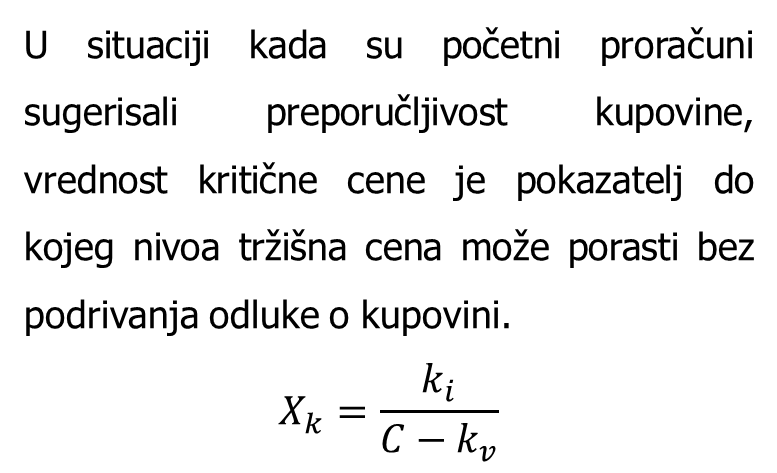 U situaciji kada su početni proračuni
sugerisali preporučljivost kupovine,
vrednost kritične cene je pokazatelj do
kojeg nivoa tržišna cena može porasti bez
podrivanja odluke o kupovini.
X_k = k_i / (C − k_v)